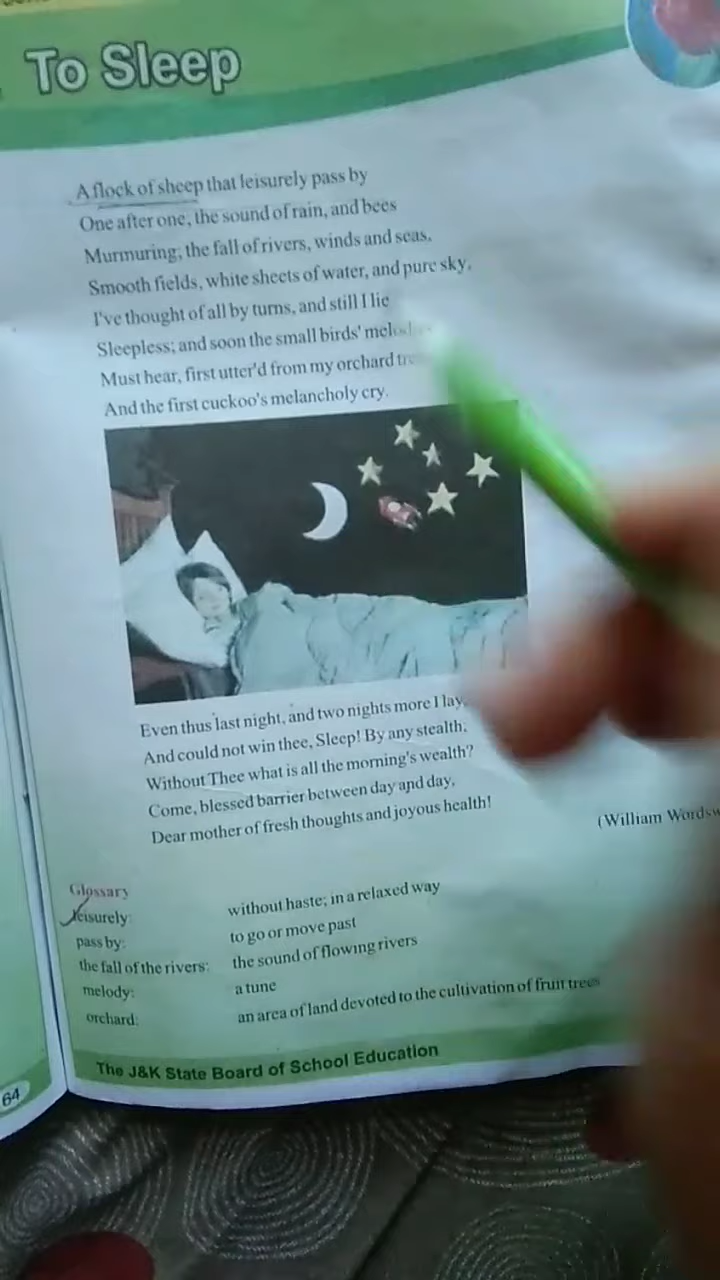 To Sleep
A flock of sheep that leisurely pass by
One after one, the sound of rain, and bees
Murmuring; the fall of rivers, winds and seas,
Smooth fields, white sheets of water, and pure sky,
I've thought of all by turns, and still I lie
Sleepless; and soon the small birds'
Must hear, first utter'd from my orchard
And the first cuckoo's melancholy cry.
Even thus last night, and two nights more I lay,
And could not win thee, Sleep! By any stealth;
Without Thee what is all the morning's wealth?
Come, blessed barrier between day and day,
Dear mother of fresh thoughts and joyous health!
(William
Glossary
leisurely: without haste; in a relaxed way
pass by: to go or move past
the fall of the rivers: the sound of flowing rivers
melody: a tune
orchard: an area of land devoted to the cultivation of fruit trees
The J&K State Board of School Education
64